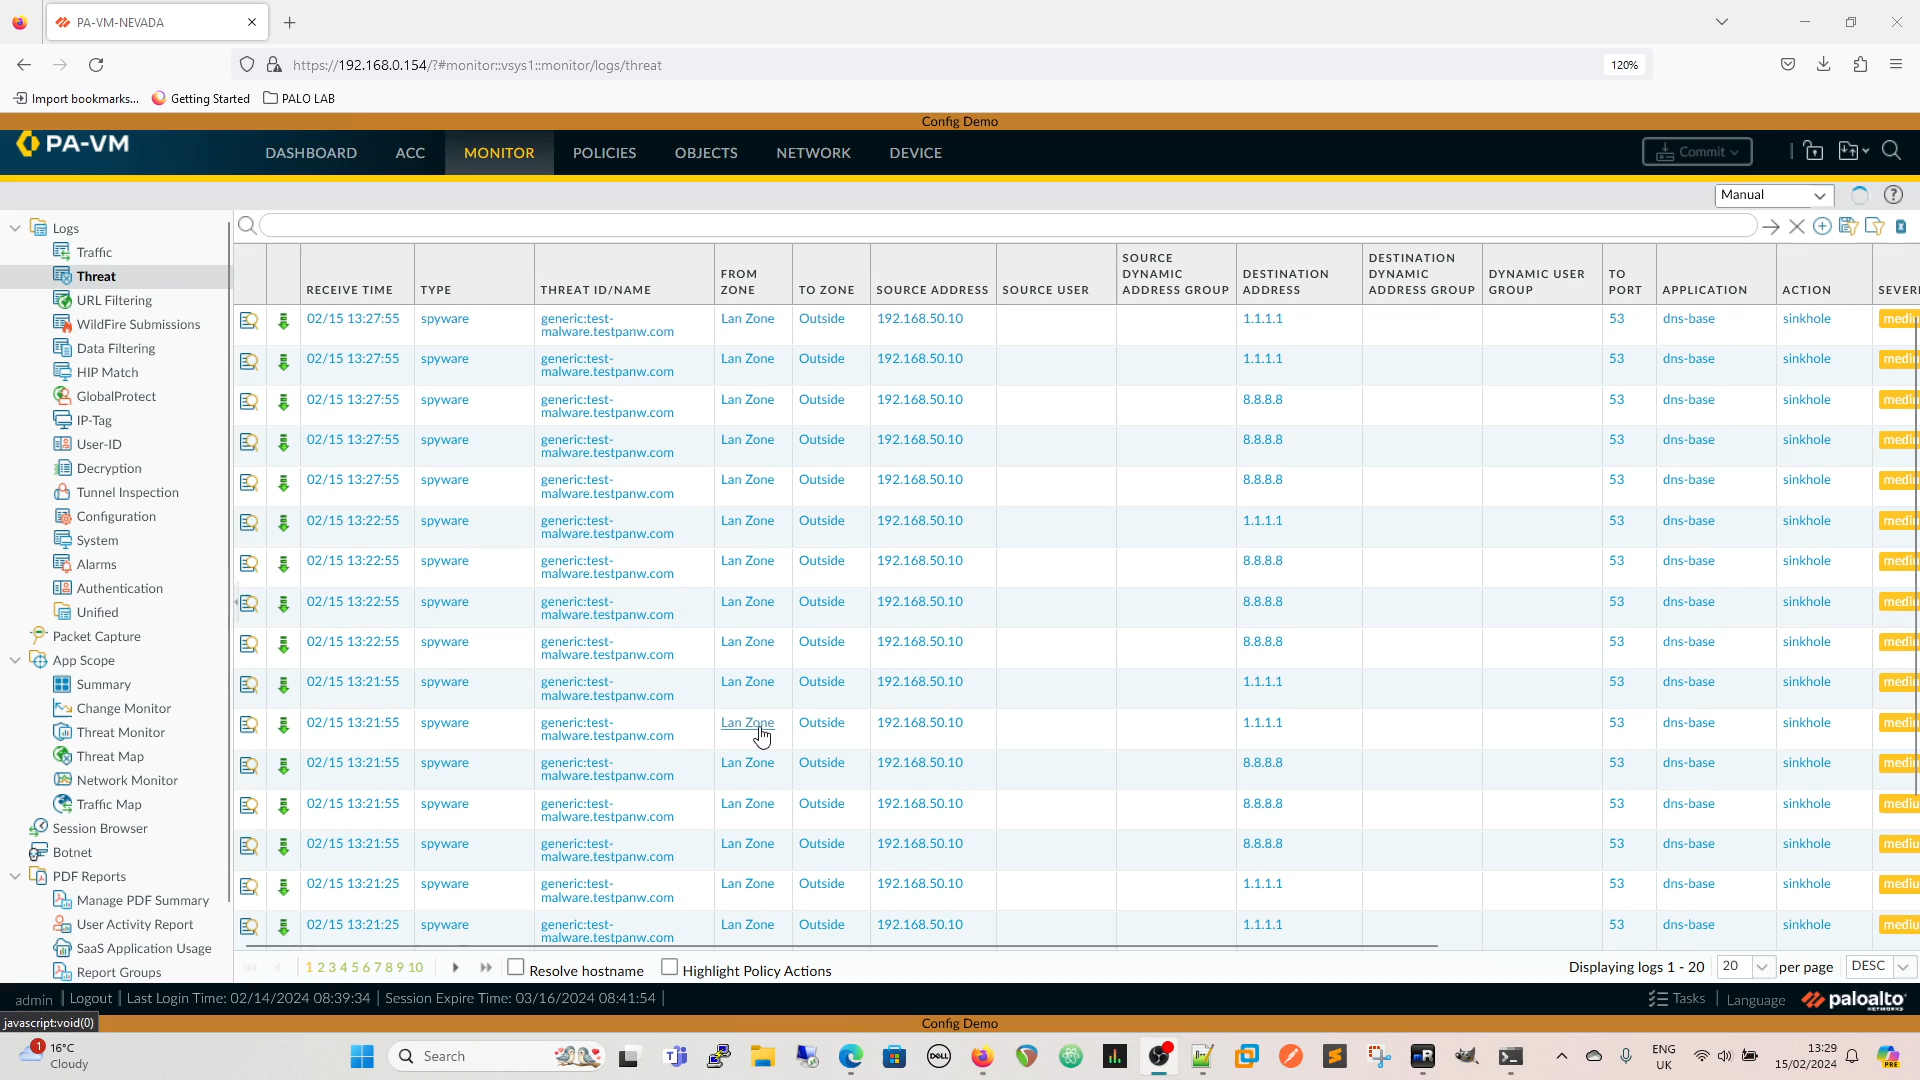 PA-VM-NEVADA
https://192.168.0.154/?#monitor::vsys1::monitor/logs/threat
120%
Import bookmarks... Getting Started PALO LAB
Config Demo
PA-VM DASHBOARD ACC MONITOR POLICIES OBJECTS NETWORK DEVICE Commit
Manual
Logs
Traffic
Threat
URL Filtering
WildFire Submissions
Data Filtering
HIP Match
GlobalProtect
IP-Tag
User-ID
Decryption
Tunnel Inspection
Configuration
System
Alarms
Authentication
Unified
Packet Capture
App Scope
Summary
Change Monitor
Threat Monitor
Threat Map
Network Monitor
Traffic Map
Session Browser
Botnet
PDF Reports
Manage PDF Summary
User Activity Report
SaaS Application Usage
Report Groups
RECEIVE TIME TYPE THREAT ID/NAME FROM ZONE TO ZONE SOURCE ADDRESS SOURCE USER SOURCE DYNAMIC ADDRESS GROUP DESTINATION ADDRESS DESTINATION DYNAMIC ADDRESS GROUP DYNAMIC USER GROUP TO PORT APPLICATION ACTION SEVERI
02/15 13:27:55 spyware generic:test-malware.testpanw.com Lan Zone Outside 192.168.50.10 1.1.1.1 53 dns-base sinkhole mediu
02/15 13:27:55 spyware generic:test-malware.testpanw.com Lan Zone Outside 192.168.50.10 1.1.1.1 53 dns-base sinkhole mediu
02/15 13:27:55 spyware generic:test-malware.testpanw.com Lan Zone Outside 192.168.50.10 8.8.8.8 53 dns-base sinkhole mediu
02/15 13:27:55 spyware generic:test-malware.testpanw.com Lan Zone Outside 192.168.50.10 8.8.8.8 53 dns-base sinkhole mediu
02/15 13:27:55 spyware generic:test-malware.testpanw.com Lan Zone Outside 192.168.50.10 8.8.8.8 53 dns-base sinkhole mediu
02/15 13:22:55 spyware generic:test-malware.testpanw.com Lan Zone Outside 192.168.50.10 1.1.1.1 53 dns-base sinkhole mediu
02/15 13:22:55 spyware generic:test-malware.testpanw.com Lan Zone Outside 192.168.50.10 8.8.8.8 53 dns-base sinkhole mediu
02/15 13:22:55 spyware generic:test-malware.testpanw.com Lan Zone Outside 192.168.50.10 8.8.8.8 53 dns-base sinkhole mediu
02/15 13:22:55 spyware generic:test-malware.testpanw.com Lan Zone Outside 192.168.50.10 8.8.8.8 53 dns-base sinkhole mediu
02/15 13:21:55 spyware generic:test-malware.testpanw.com Lan Zone Outside 192.168.50.10 1.1.1.1 53 dns-base sinkhole mediu
02/15 13:21:55 spyware generic:test-malware.testpanw.com Lan Zone Outside 192.168.50.10 1.1.1.1 53 dns-base sinkhole mediu
02/15 13:21:55 spyware generic:test-malware.testpanw.com Lan Zone Outside 192.168.50.10 8.8.8.8 53 dns-base sinkhole mediu
02/15 13:21:55 spyware generic:test-malware.testpanw.com Lan Zone Outside 192.168.50.10 8.8.8.8 53 dns-base sinkhole mediu
02/15 13:21:55 spyware generic:test-malware.testpanw.com Lan Zone Outside 192.168.50.10 8.8.8.8 53 dns-base sinkhole mediu
02/15 13:21:25 spyware generic:test-malware.testpanw.com Lan Zone Outside 192.168.50.10 1.1.1.1 53 dns-base sinkhole mediu
02/15 13:21:25 spyware generic:test-malware.testpanw.com Lan Zone Outside 192.168.50.10 1.1.1.1 53 dns-base sinkhole mediu
1 2 3 4 5 6 7 8 9 10 Resolve hostname Highlight Policy Actions Displaying logs 1 - 20 20 per page DESC
admin | Logout | Last Login Time: 02/14/2024 08:39:34 | Session Expire Time: 03/16/2024 08:41:54 | Tasks | Language paloalto NETWORKS
javascript:void(0)
Config Demo
1 16°C Cloudy Search DELL ENG UK 13:29 15/02/2024 PRE